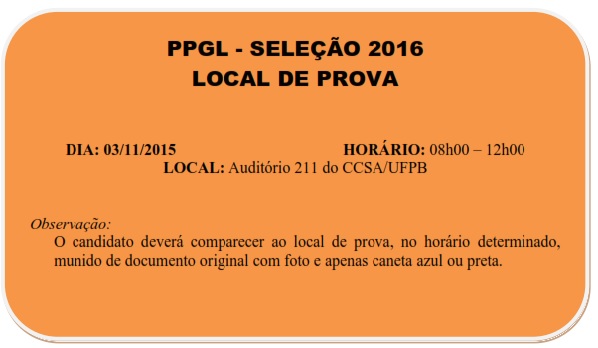 PPGL - SELEÇÃO 2016
LOCAL DE PROVA
DIA: 03/11/2015 HORÁRIO: 08h00 – 12h00
LOCAL: Auditório 211 do CCSA/UFPB
Observação:
O candidato deverá comparecer ao local de prova, no horário determinado,
munido de documento original com foto e apenas caneta azul ou preta.